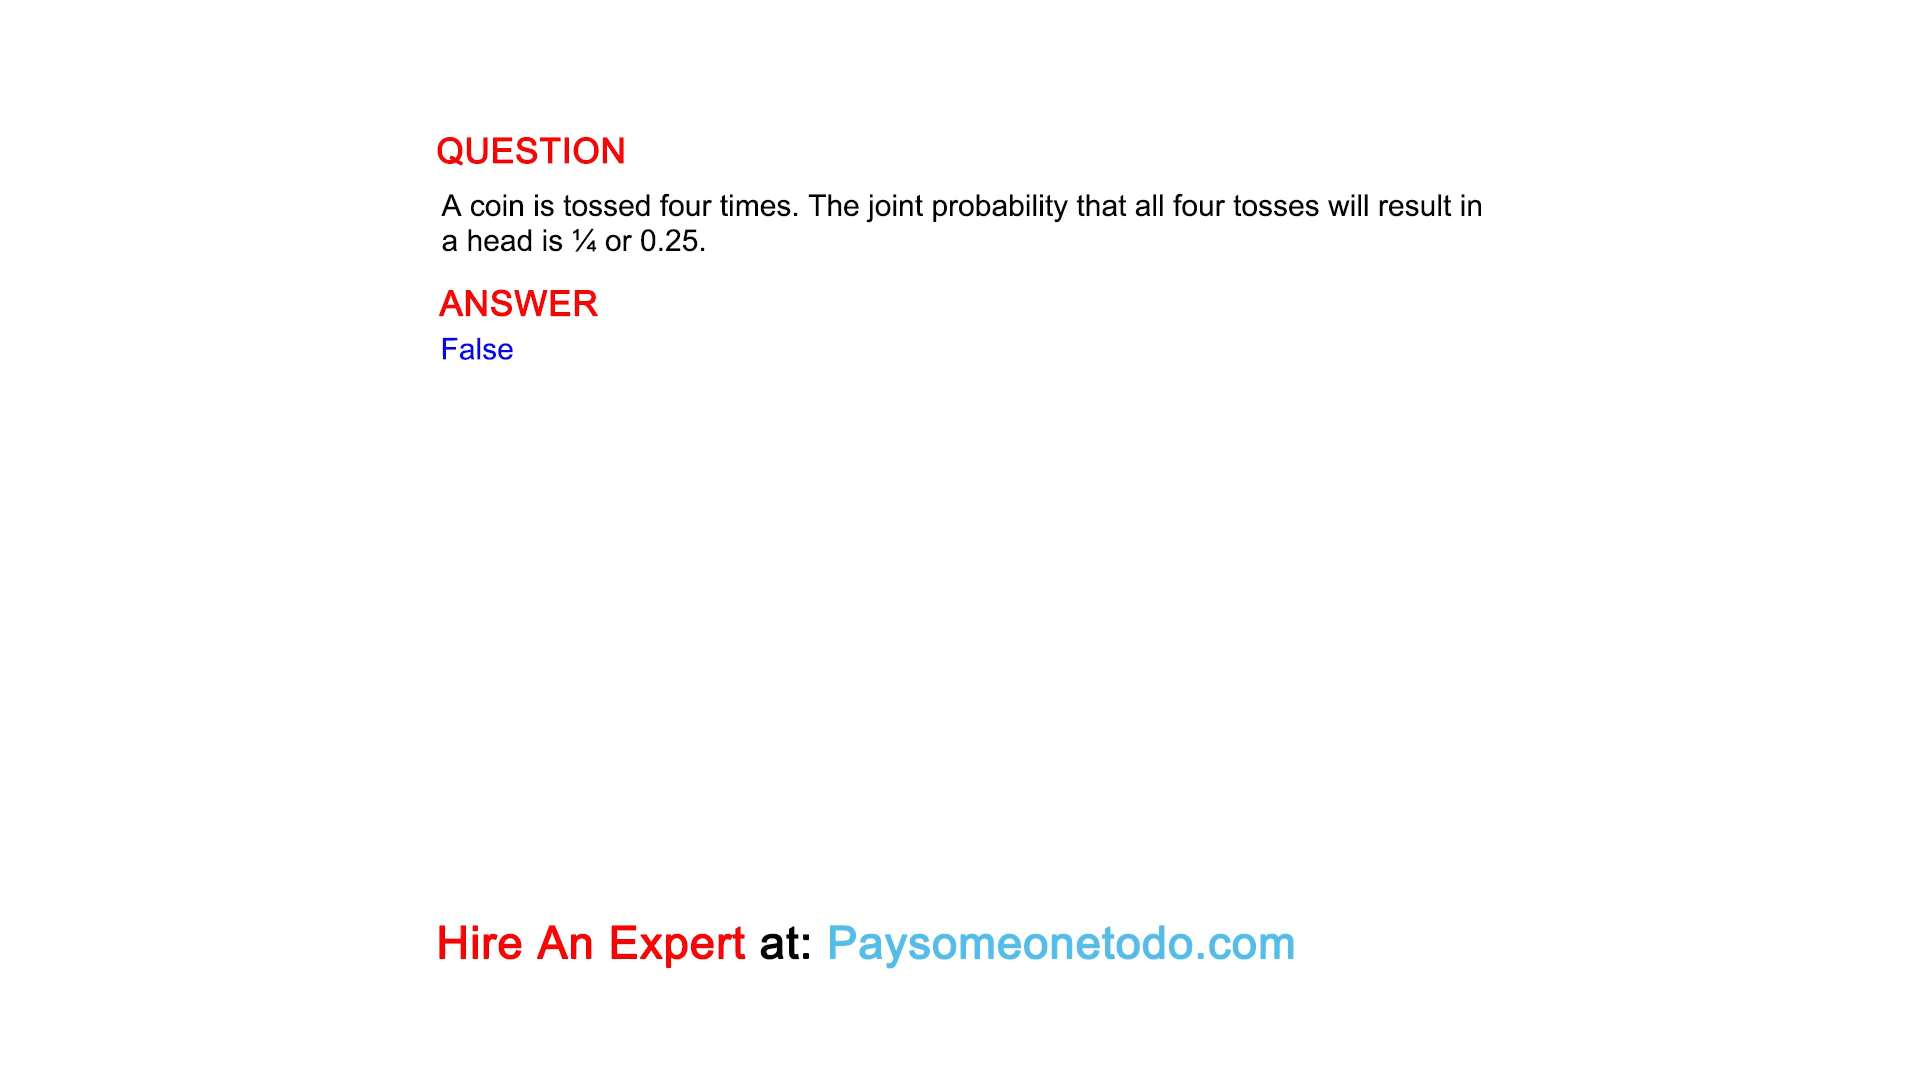 QUESTION
A coin is tossed four times. The joint probability that all four tosses will result in
a head is ¼ or 0.25.
ANSWER
False
Hire An Expert at: Paysomeonetodo.com